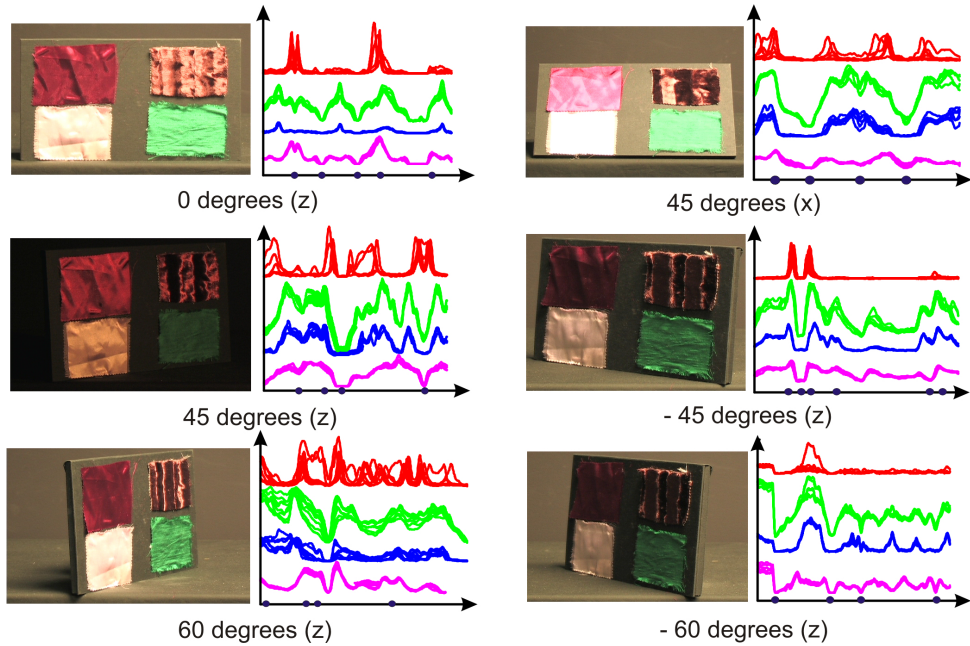 0 degrees (z)
45 degrees (x)
45 degrees (z)
- 45 degrees (z)
60 degrees (z)
- 60 degrees (z)